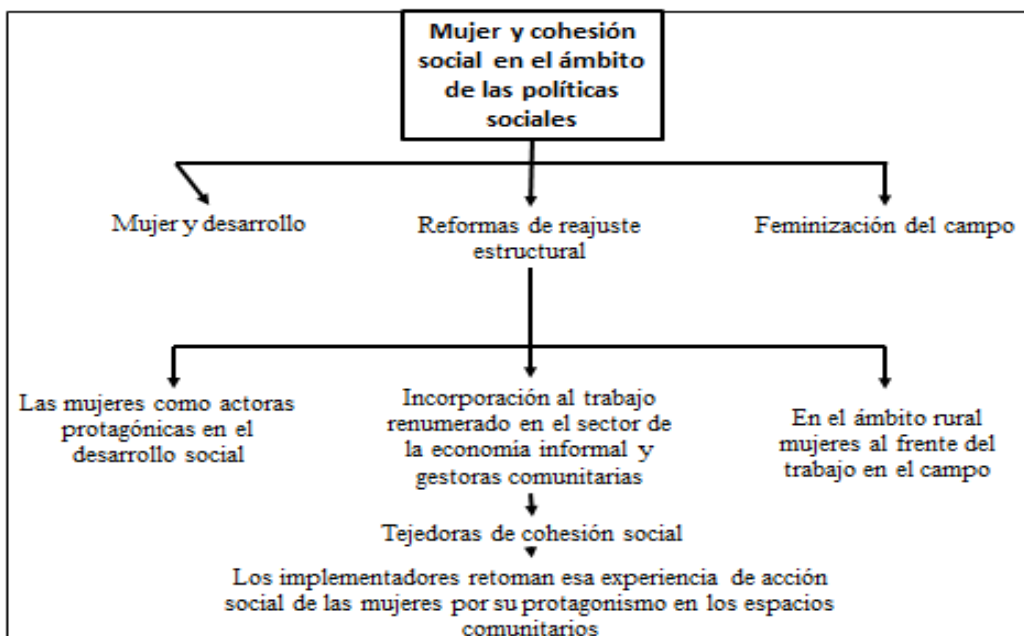 Mujer y cohesión
social en el ámbito
de las políticas
sociales
Mujer y desarrollo
Reformas de reajuste
estructural
Feminización del campo
Las mujeres como actoras
protagónicas en el
desarrollo social
Incorporación al trabajo
renumerado en el sector de
la economía informal y
gestoras comunitarias
En el ámbito rural
mujeres al frente del
trabajo en el campo
Tejedoras de cohesión social
Los implementadores retoman esa experiencia de acción
social de las mujeres por su protagonismo en los espacios
comunitarios